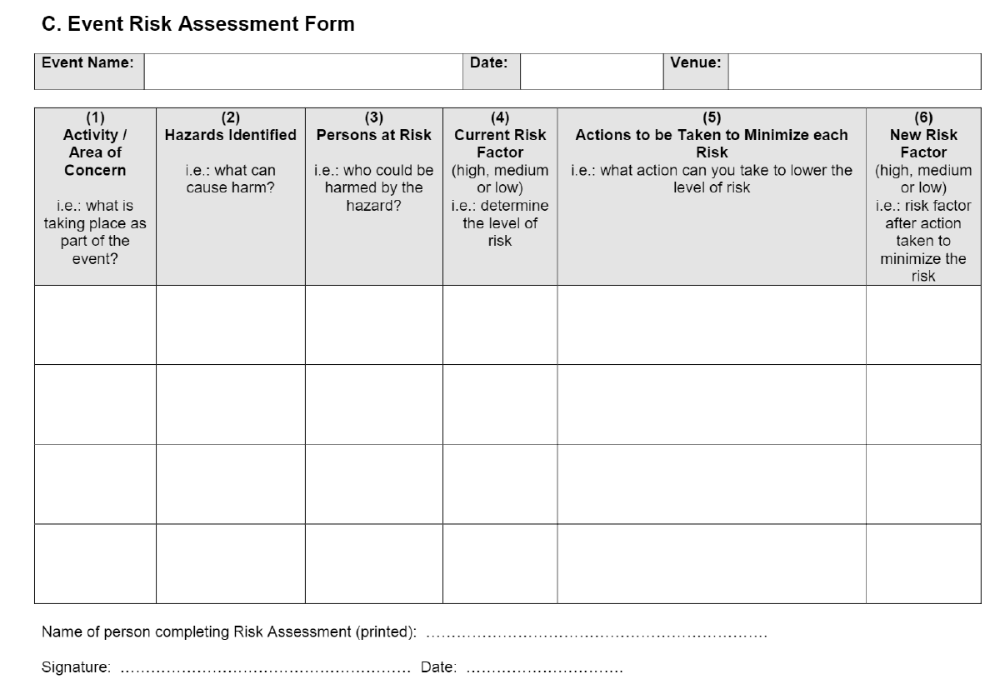 C. Event Risk Assessment Form
Event Name: Date: Venue:
(1)
Activity /
Area of
Concern
i.e.: what is
taking place as
part of the
event?
(2)
Hazards Identified
i.e.: what can
cause harm?
(3)
Persons at Risk
i.e.: who could be
harmed by the
hazard?
(4)
Current Risk
Factor
(high, medium
or low)
i.e.: determine
the level of
risk
(5)
Actions to be Taken to Minimize each
Risk
i.e.: what action can you take to lower the
level of risk
(6)
New Risk
Factor
(high, medium
or low)
i.e.: risk factor
after action
taken to
minimize the
risk
Name of person completing Risk Assessment (printed): ……………………………………………………………
Signature: ………………………………………………… Date: ………………………….